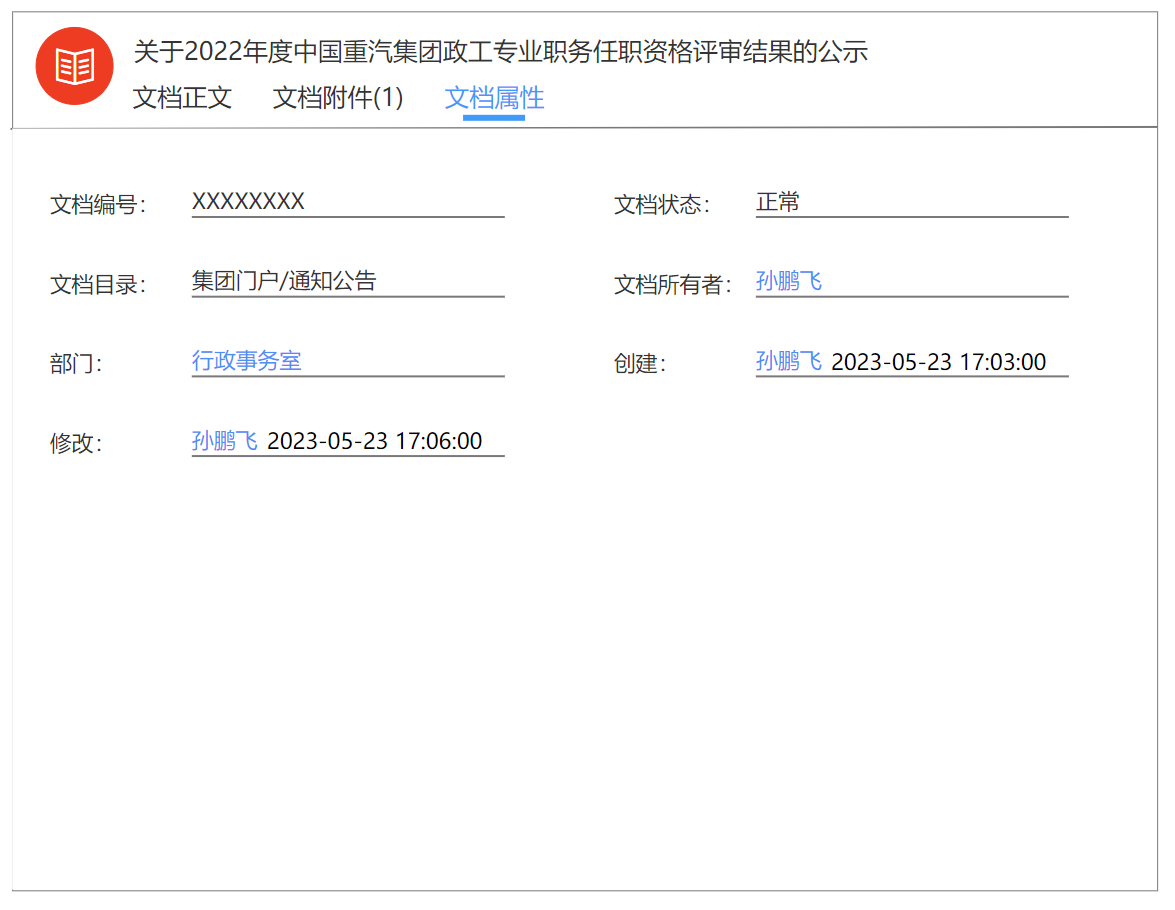 关于2022年度中国重汽集团政工专业职务任职资格评审结果的公示
文档正文 文档附件(1) 文档属性
文档编号： XXXXXXXX 文档状态： 正常
文档目录： 集团门户/通知公告 文档所有者： 孙鹏飞
部门： 行政事务室 创建： 孙鹏飞 2023-05-23 17:03:00
修改： 孙鹏飞 2023-05-23 17:06:00